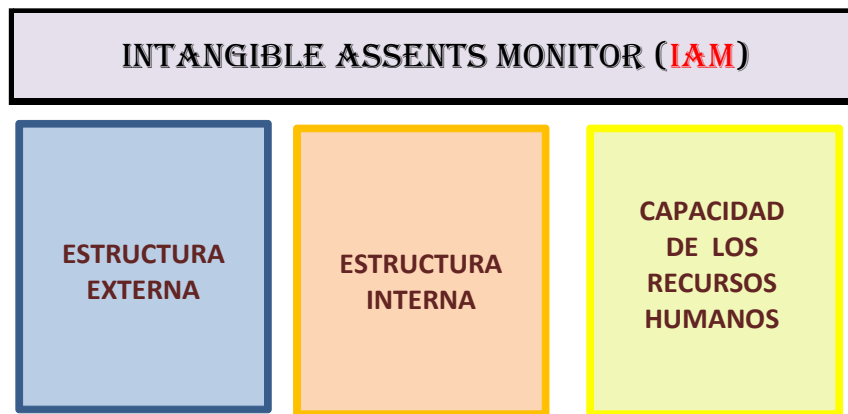 INTANGIBLE ASSENTS MONITOR (IAM)
ESTRUCTURA
EXTERNA
ESTRUCTURA
INTERNA
CAPACIDAD
DE LOS
RECURSOS
HUMANOS